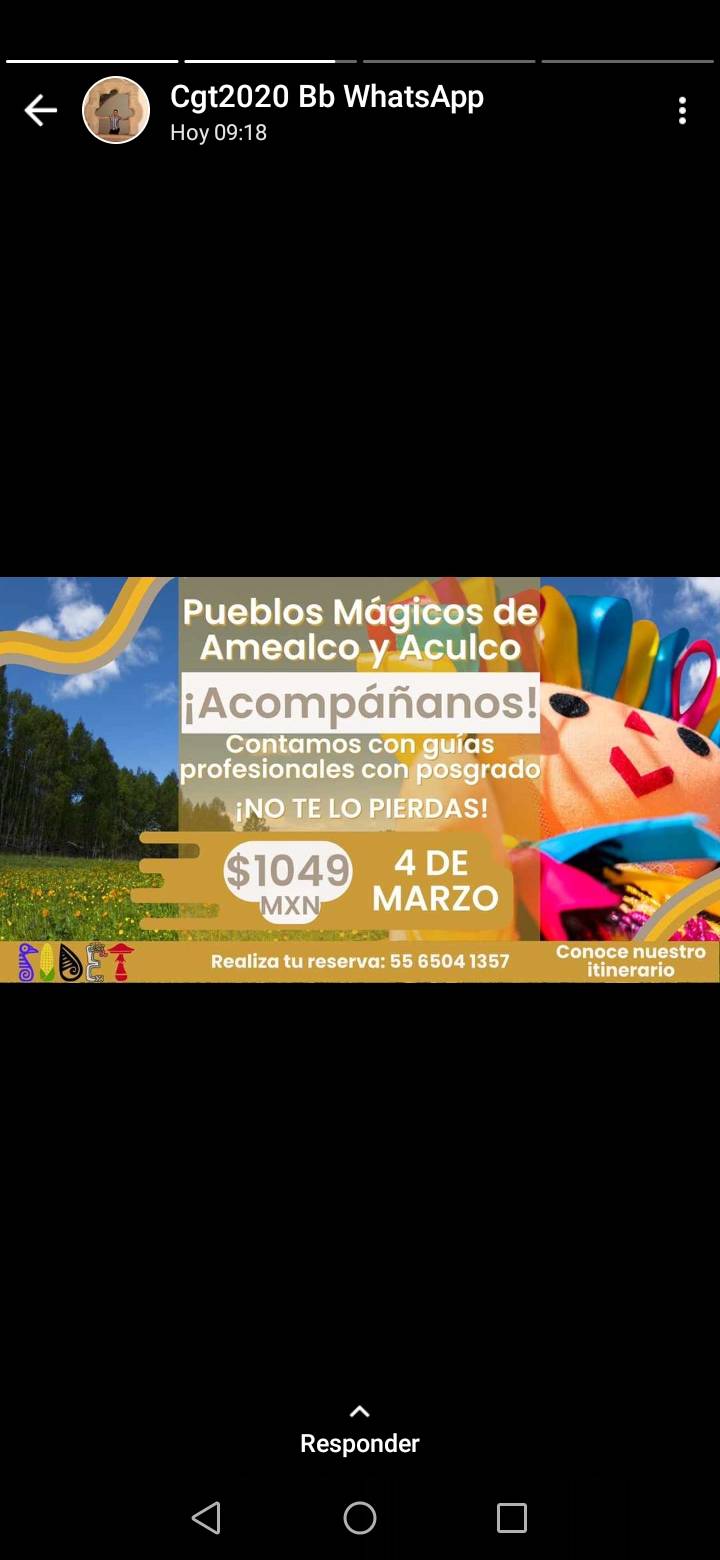 Cgt2020 Bb WhatsApp
Hoy 09:18
Pueblos Mágicos de
Amealco y Aculco
¡Acompáñanos!
Contamos con guías
profesionales con posgrado
¡NO TE LO PIERDAS!
$1049
MXN
4 DE
MARZO
Realiza tu reserva: 55 6504 1357
Conoce nuestro
itinerario
Responder